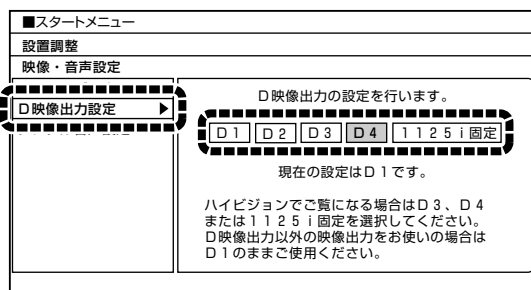 ■スタートメニュー
設置調整
映像・音声設定
D映像出力設定 ▶
D映像出力の設定を行います。
D1 D2 D3 D4 1125i固定
現在の設定はD1です。
ハイビジョンでご覧になる場合はD3、D4
または1125i固定を選択してください。
D映像出力以外の映像出力をお使いの場合は
D1のままご使用ください。